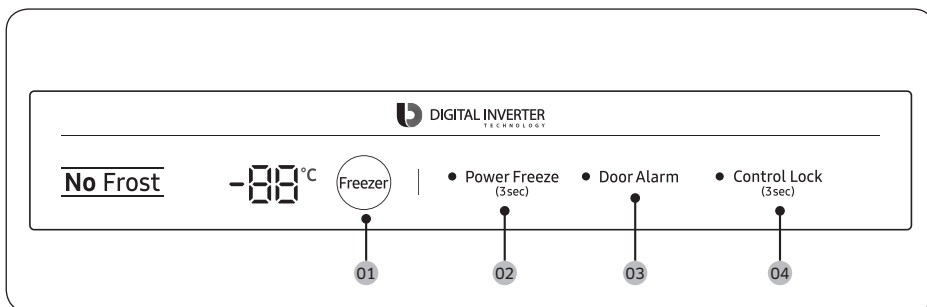 DIGITAL INVERTER
TECHNOLOGY
No Frost
-88°C
Freezer
Power Freeze
(3sec)
Door Alarm
Control Lock
(3sec)
01
02
03
04